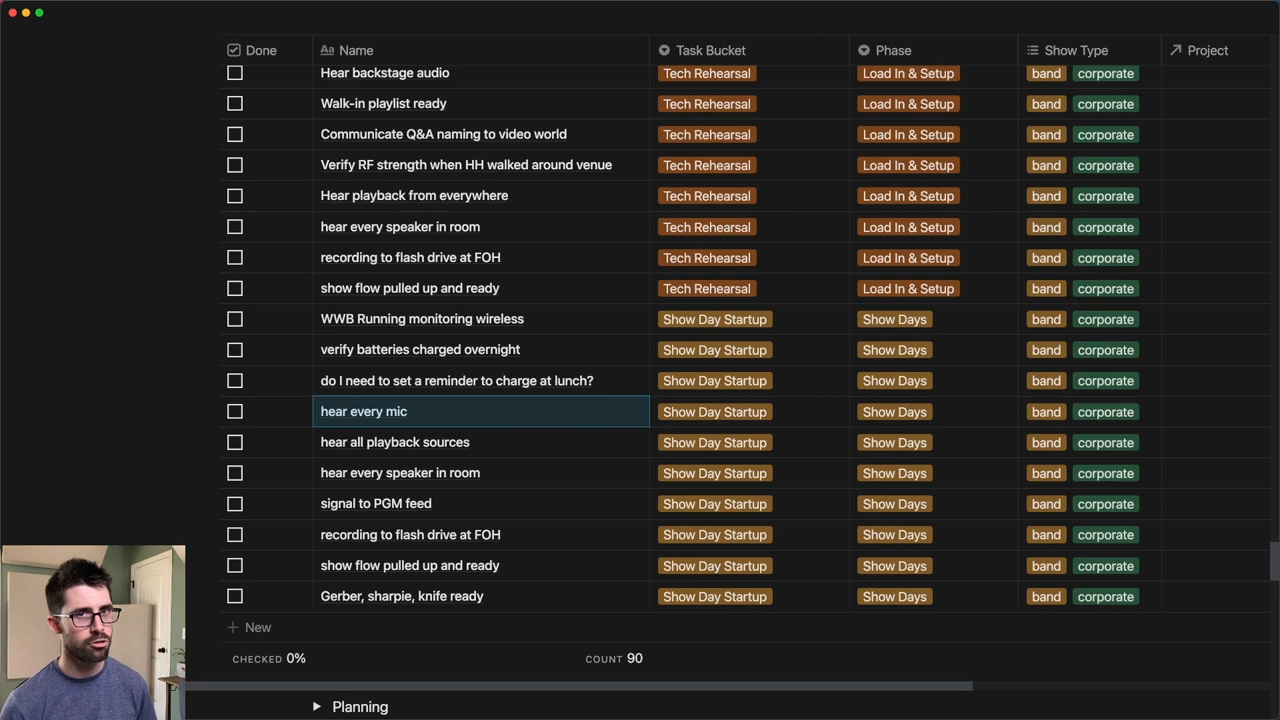 Done Aa Name Task Bucket Phase Show Type Project
Hear backstage audio Tech Rehearsal Load In & Setup band corporate
Walk-in playlist ready Tech Rehearsal Load In & Setup band corporate
Communicate Q&A naming to video world Tech Rehearsal Load In & Setup band corporate
Verify RF strength when HH walked around venue Tech Rehearsal Load In & Setup band corporate
Hear playback from everywhere Tech Rehearsal Load In & Setup band corporate
hear every speaker in room Tech Rehearsal Load In & Setup band corporate
recording to flash drive at FOH Tech Rehearsal Load In & Setup band corporate
show flow pulled up and ready Tech Rehearsal Load In & Setup band corporate
WWB Running monitoring wireless Show Day Startup Show Days band corporate
verify batteries charged overnight Show Day Startup Show Days band corporate
do I need to set a reminder to charge at lunch? Show Day Startup Show Days band corporate
hear every mic Show Day Startup Show Days band corporate
hear all playback sources Show Day Startup Show Days band corporate
hear every speaker in room Show Day Startup Show Days band corporate
signal to PGM feed Show Day Startup Show Days band corporate
recording to flash drive at FOH Show Day Startup Show Days band corporate
show flow pulled up and ready Show Day Startup Show Days band corporate
Gerber, sharpie, knife ready Show Day Startup Show Days band corporate
+ New
CHECKED 0% COUNT 90
Planning